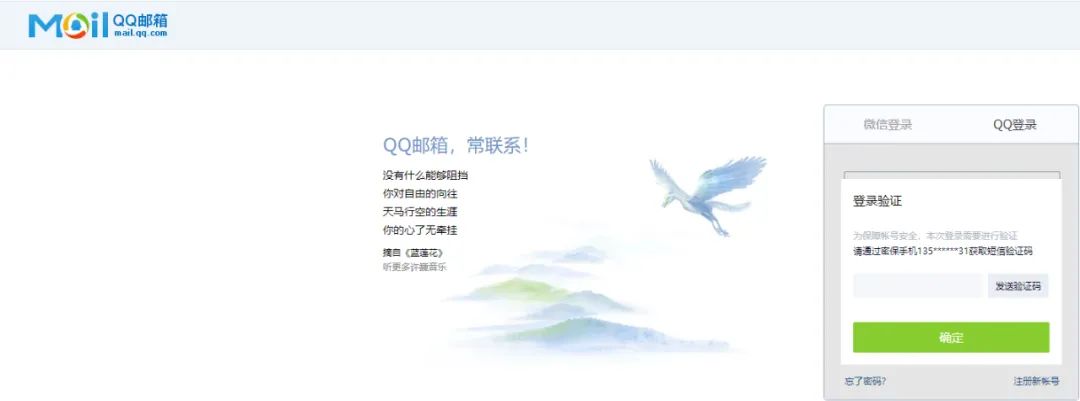 Mail QQ邮箱
mail.qq.com
QQ邮箱，常联系！
没有什么能够阻挡
你对自由的向往
天马行空的生涯
你的心了无牵挂
摘自《蓝莲花》
听更多许巍音乐
微信登录 QQ登录
登录验证
为保障帐号安全，本次登录需要进行验证
请通过密保手机135******31获取短信验证码
发送验证码
确定
忘了密码？ 注册新帐号